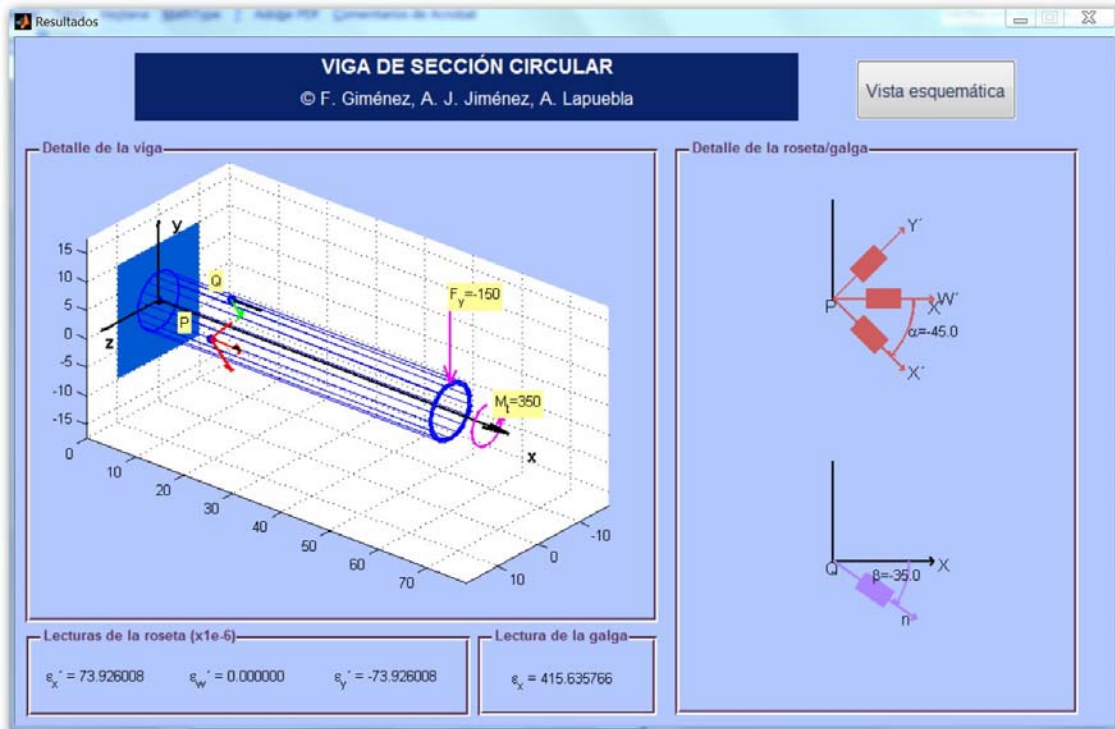 Resultados
VIGA DE SECCIÓN CIRCULAR
© F. Giménez, A. J. Jiménez, A. Lapuebla
Vista esquemática
Detalle de la viga
y
Q
P
z
F_y=-150
M_t=350
x
15
10
5
0
-5
-10
-15
0
10
20
30
40
50
60
70
10
0
-10
Detalle de la roseta/galga
Y´
P
W´
X
α=-45.0
X´
Q
X
β=-35.0
n
Lecturas de la roseta (x1e-6)
ε_x´ = 73.926008 ε_w´ = 0.000000 ε_y´ = -73.926008
Lectura de la galga
ε_x = 415.635766